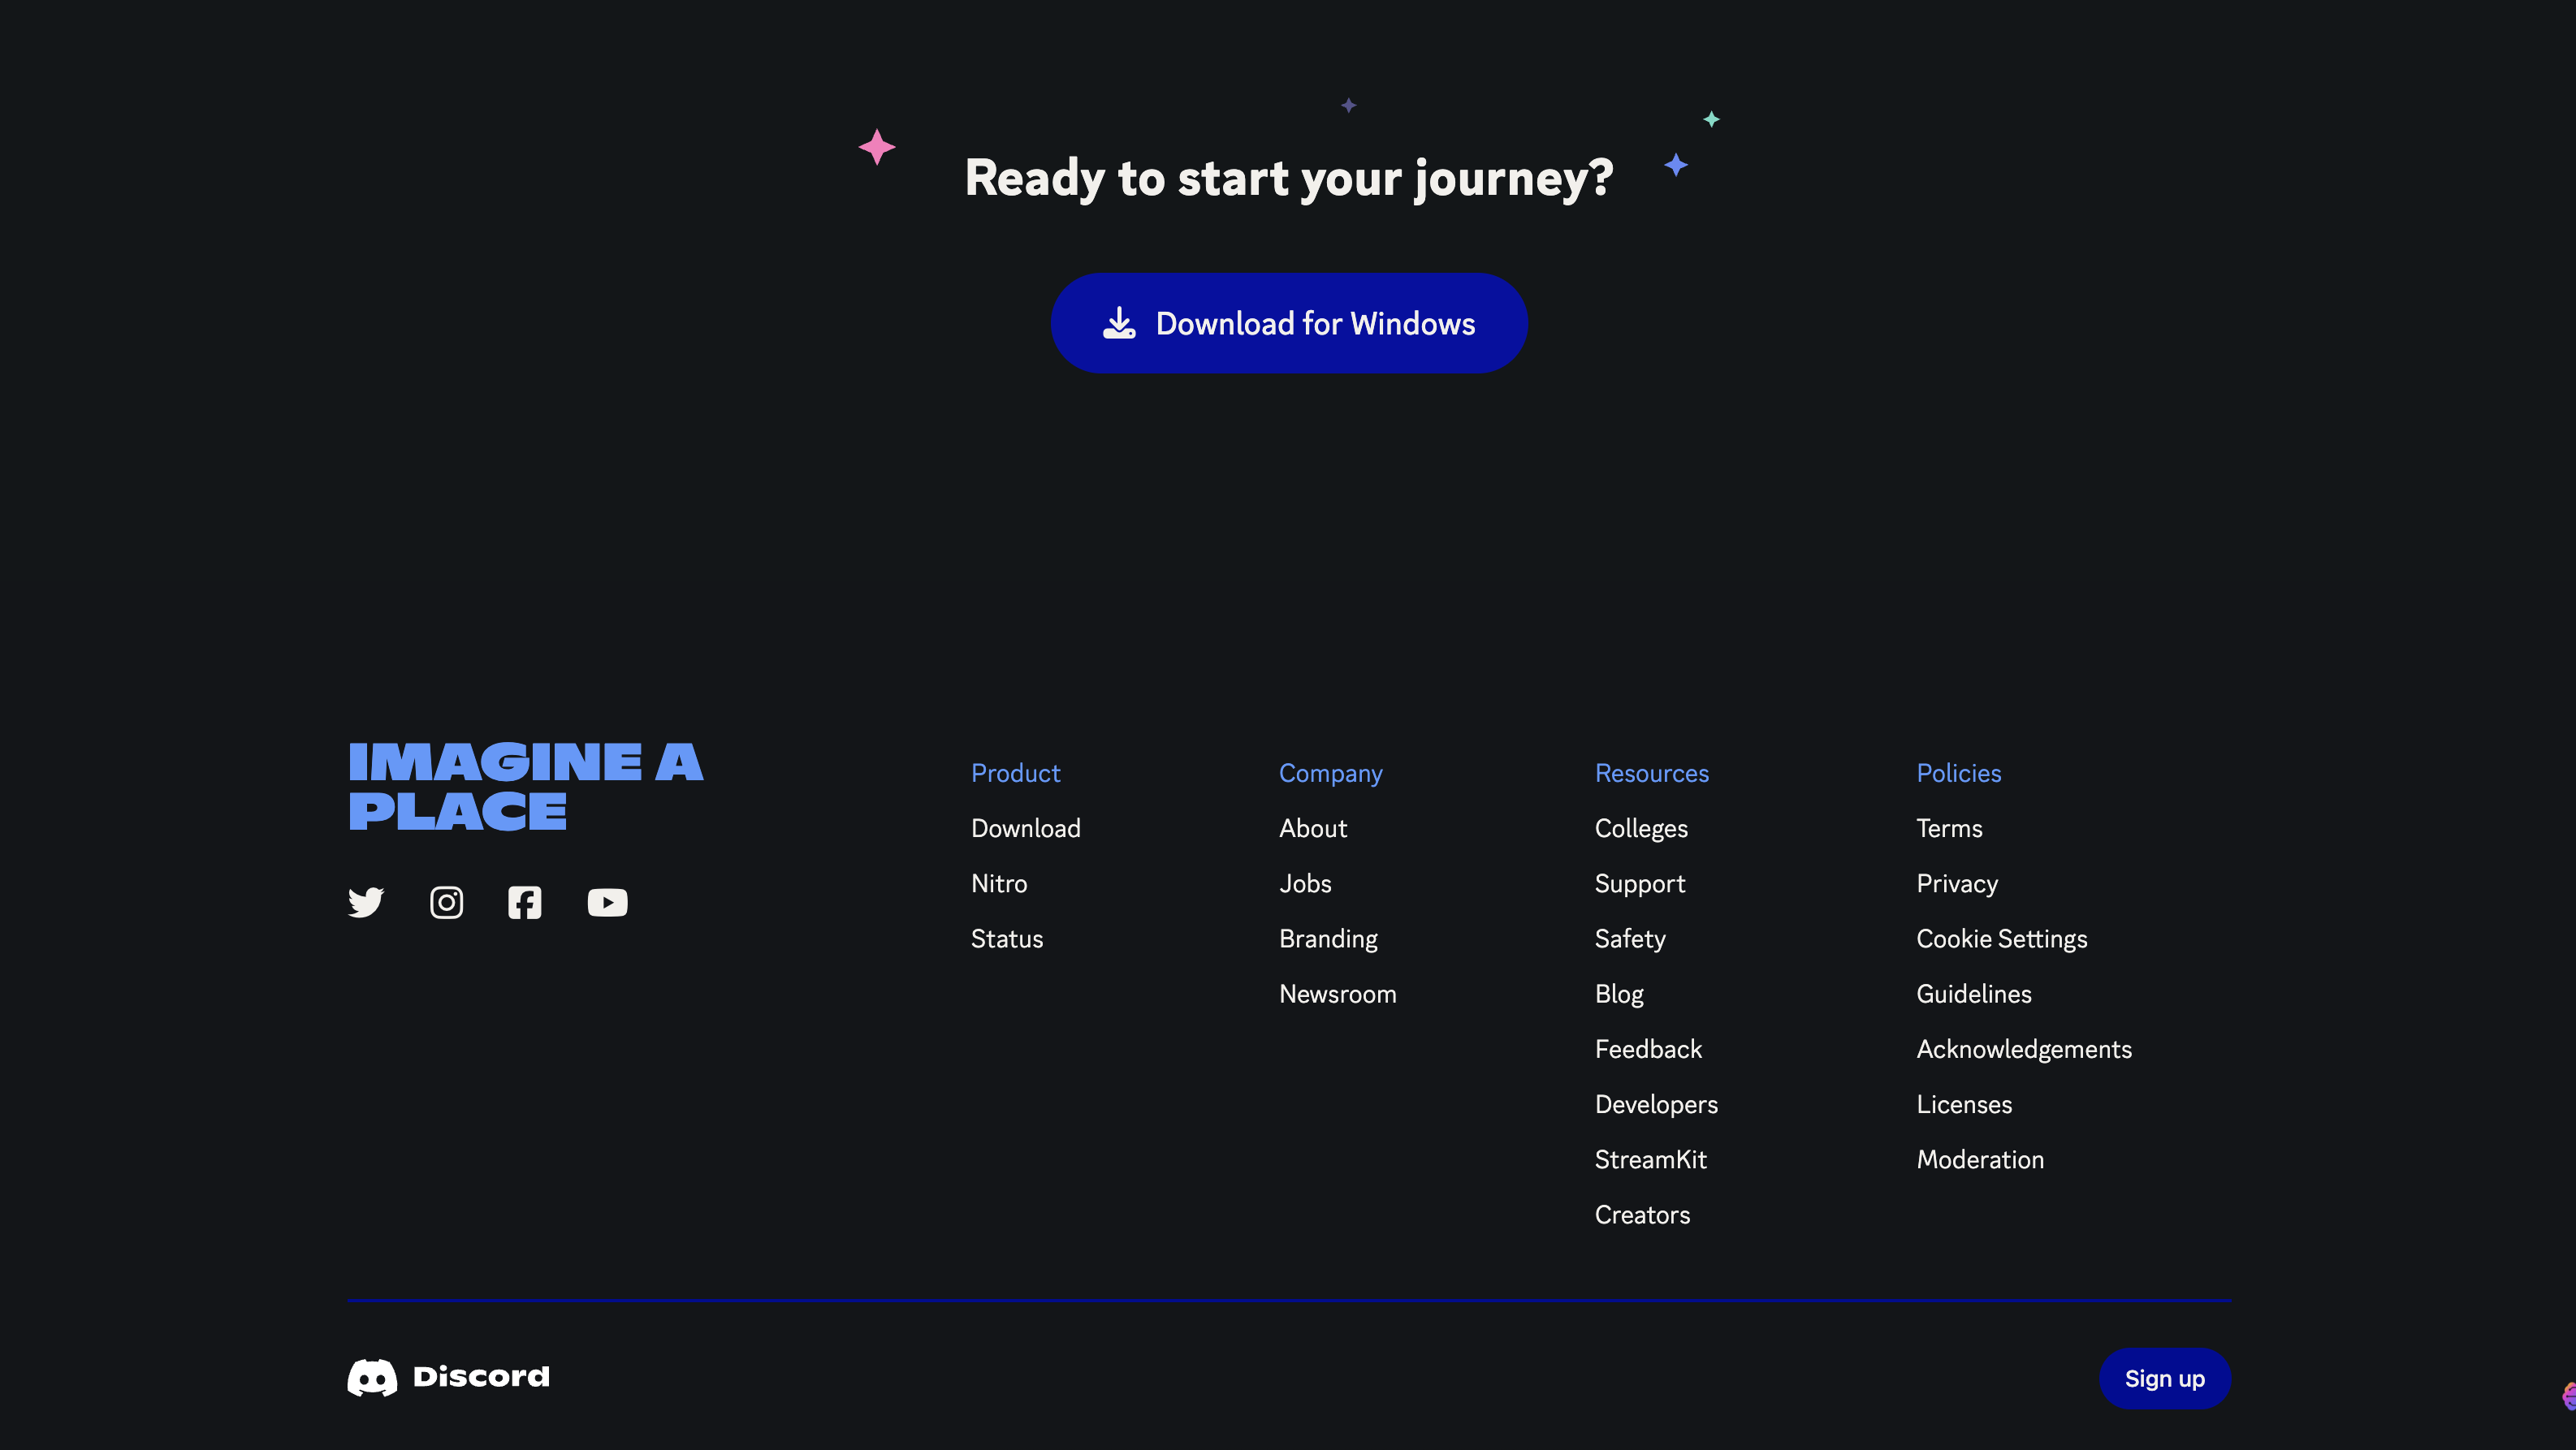 Ready to start your journey?
Download for Windows
IMAGINE A
PLACE
Product
Download
Nitro
Status
Company
About
Jobs
Branding
Newsroom
Resources
Colleges
Support
Safety
Blog
Feedback
Developers
StreamKit
Creators
Policies
Terms
Privacy
Cookie Settings
Guidelines
Acknowledgements
Licenses
Moderation
Discord
Sign up